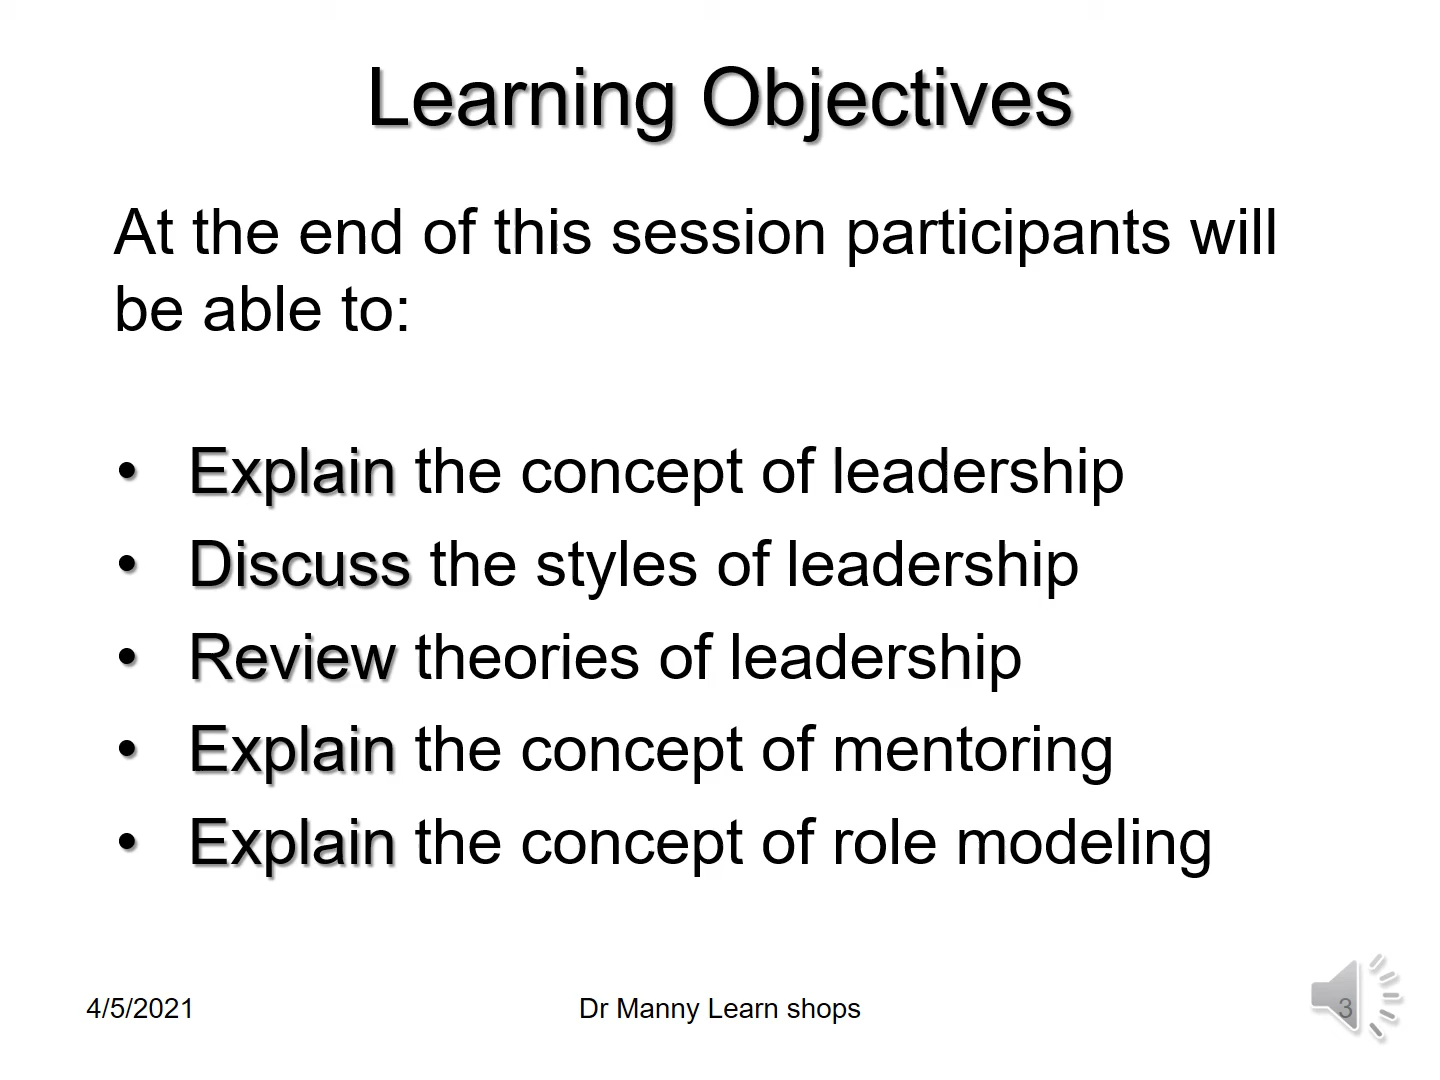 Learning Objectives
At the end of this session participants will
be able to:
• Explain the concept of leadership
• Discuss the styles of leadership
• Review theories of leadership
• Explain the concept of mentoring
• Explain the concept of role modeling
4/5/2021
Dr Manny Learn shops
3